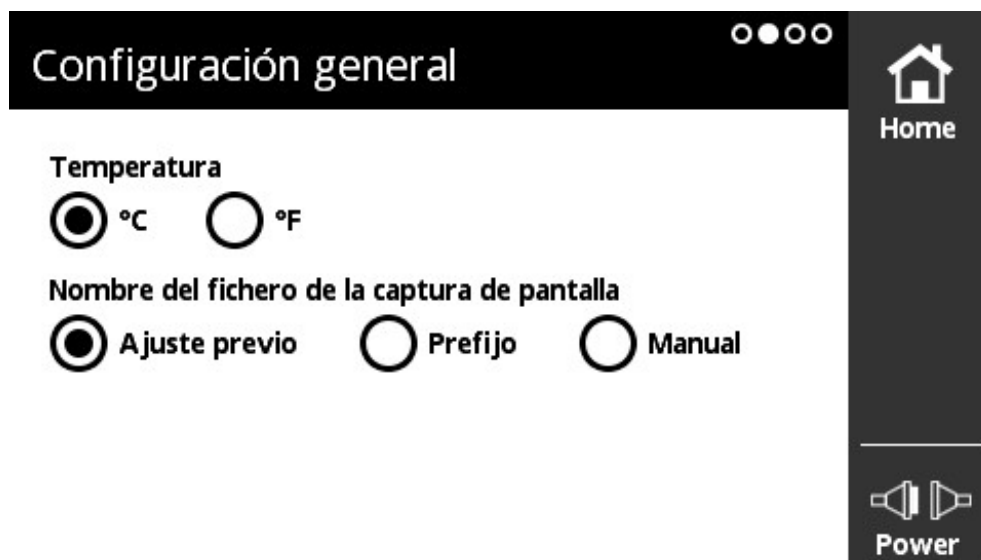 Configuración general
Home
Temperatura
°C °F
Nombre del fichero de la captura de pantalla
Ajuste previo Prefijo Manual
Power